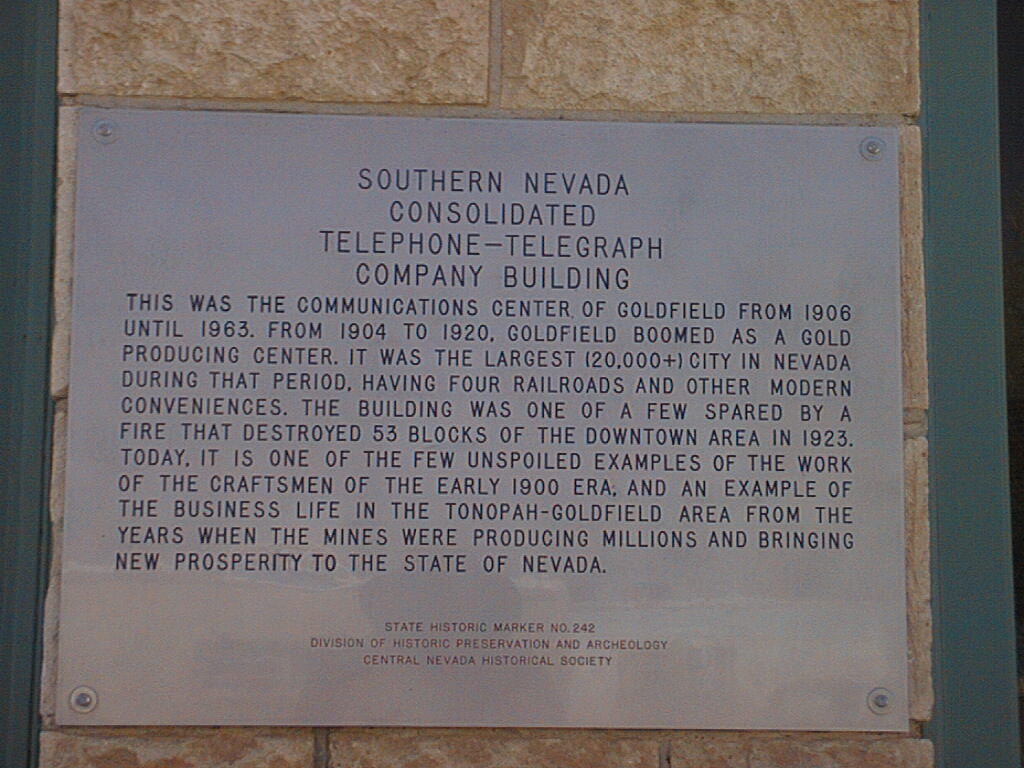 SOUTHERN NEVADA
CONSOLIDATED
TELEPHONE-TELEGRAPH
COMPANY BUILDING
THIS WAS THE COMMUNICATIONS CENTER OF GOLDFIELD FROM 1906
UNTIL 1963. FROM 1904 TO 1920, GOLDFIELD BOOMED AS A GOLD
PRODUCING CENTER. IT WAS THE LARGEST (20,000+) CITY IN NEVADA
DURING THAT PERIOD, HAVING FOUR RAILROADS AND OTHER MODERN
CONVENIENCES. THE BUILDING WAS ONE OF A FEW SPARED BY A
FIRE THAT DESTROYED 53 BLOCKS OF THE DOWNTOWN AREA IN 1923.
TODAY, IT IS ONE OF THE FEW UNSPOILED EXAMPLES OF THE WORK
OF THE CRAFTSMEN OF THE EARLY 1900 ERA; AND AN EXAMPLE OF
THE BUSINESS LIFE IN THE TONOPAH-GOLDFIELD AREA FROM THE
YEARS WHEN THE MINES WERE PRODUCING MILLIONS AND BRINGING
NEW PROSPERITY TO THE STATE OF NEVADA.
STATE HISTORIC MARKER NO. 242
DIVISION OF HISTORIC PRESERVATION AND ARCHEOLOGY
CENTRAL NEVADA HISTORICAL SOCIETY